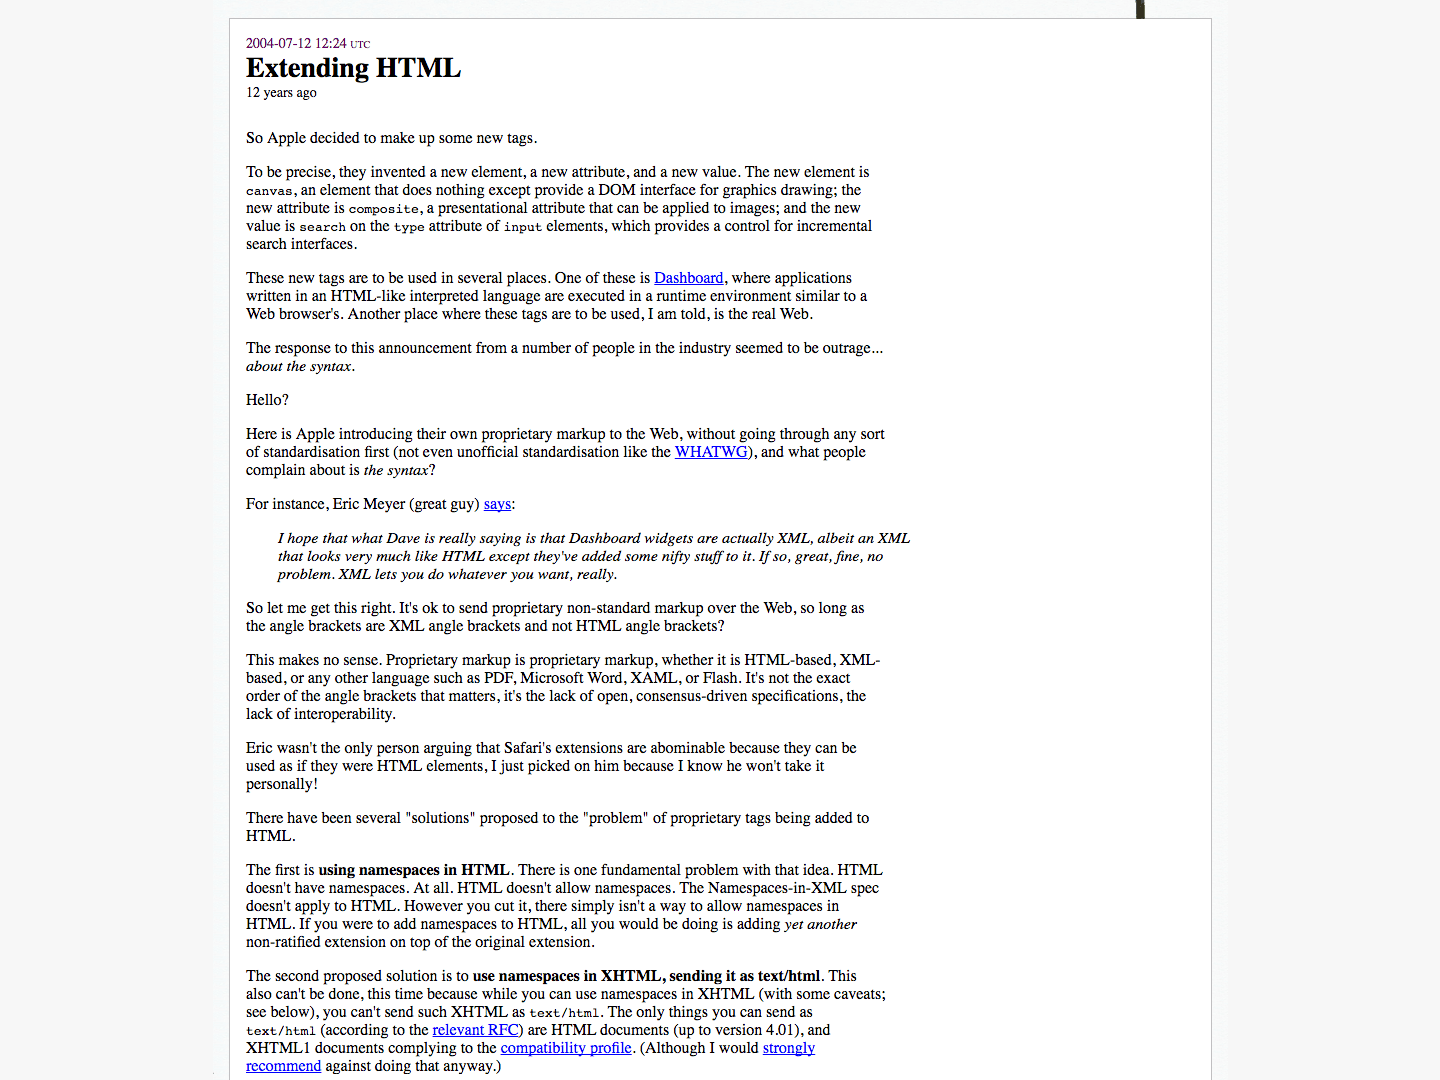 2004-07-12 12:24 UTC
Extending HTML
12 years ago
So Apple decided to make up some new tags.
To be precise, they invented a new element, a new attribute, and a new value. The new element is
canvas, an element that does nothing except provide a DOM interface for graphics drawing; the
new attribute is composite, a presentational attribute that can be applied to images; and the new
value is search on the type attribute of input elements, which provides a control for incremental
search interfaces.
These new tags are to be used in several places. One of these is Dashboard, where applications
written in an HTML-like interpreted language are executed in a runtime environment similar to a
Web browser's. Another place where these tags are to be used, I am told, is the real Web.
The response to this announcement from a number of people in the industry seemed to be outrage...
about the syntax.
Hello?
Here is Apple introducing their own proprietary markup to the Web, without going through any sort
of standardisation first (not even unofficial standardisation like the WHATWG), and what people
complain about is the syntax?
For instance, Eric Meyer (great guy) says:
I hope that what Dave is really saying is that Dashboard widgets are actually XML, albeit an XML
that looks very much like HTML except they've added some nifty stuff to it. If so, great, fine, no
problem. XML lets you do whatever you want, really.
So let me get this right. It's ok to send proprietary non-standard markup over the Web, so long as
the angle brackets are XML angle brackets and not HTML angle brackets?
This makes no sense. Proprietary markup is proprietary markup, whether it is HTML-based, XML-
based, or any other language such as PDF, Microsoft Word, XAML, or Flash. It's not the exact
order of the angle brackets that matters, it's the lack of open, consensus-driven specifications, the
lack of interoperability.
Eric wasn't the only person arguing that Safari's extensions are abominable because they can be
used as if they were HTML elements, I just picked on him because I know he won't take it
personally!
There have been several "solutions" proposed to the "problem" of proprietary tags being added to
HTML.
The first is using namespaces in HTML. There is one fundamental problem with that idea. HTML
doesn't have namespaces. At all. HTML doesn't allow namespaces. The Namespaces-in-XML spec
doesn't apply to HTML. However you cut it, there simply isn't a way to allow namespaces in
HTML. If you were to add namespaces to HTML, all you would be doing is adding yet another
non-ratified extension on top of the original extension.
The second proposed solution is to use namespaces in XHTML, sending it as text/html. This
also can't be done, this time because while you can use namespaces in XHTML (with some caveats;
see below), you can't send such XHTML as text/html. The only things you can send as
text/html (according to the relevant RFC) are HTML documents (up to version 4.01), and
XHTML1 documents complying to the compatibility profile. (Although I would strongly
recommend against doing that anyway.)